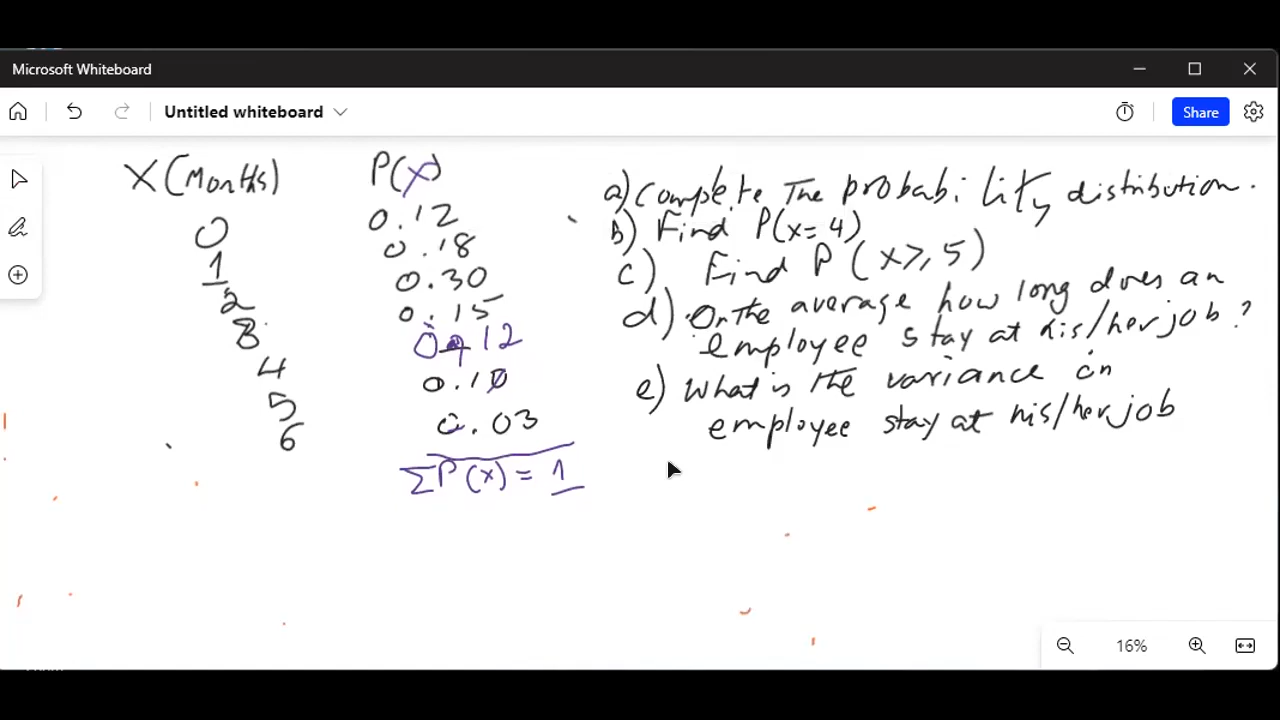 Microsoft Whiteboard
Untitled whiteboard
Share
X (Months) P(x)
0 0.12
1 0.18
2 0.30
3 0.15
4 0.12
5 0.10
6 0.03
ΣP(x) = 1
a) Complete The probability distribution.
b) Find P(x=4)
c) Find P(x≥5)
d) On the average how long does an
employee stay at his/her job?
e) What is the variance in
employee stay at his/her job
16%